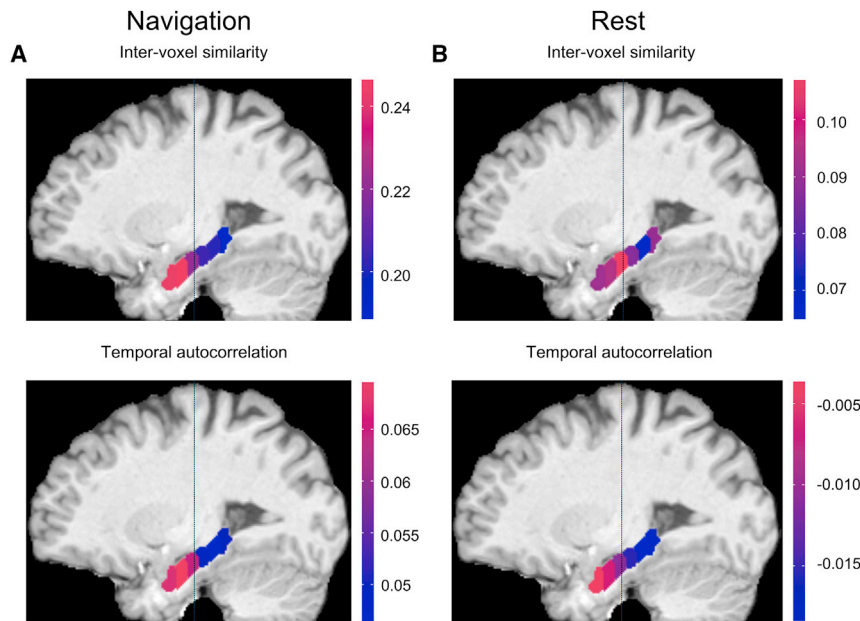 Navigation
Rest
A
Inter-voxel similarity
B
Inter-voxel similarity
0.24
0.22
0.20
0.10
0.09
0.08
0.07
Temporal autocorrelation
Temporal autocorrelation
0.065
0.06
0.055
0.05
-0.005
-0.010
-0.015